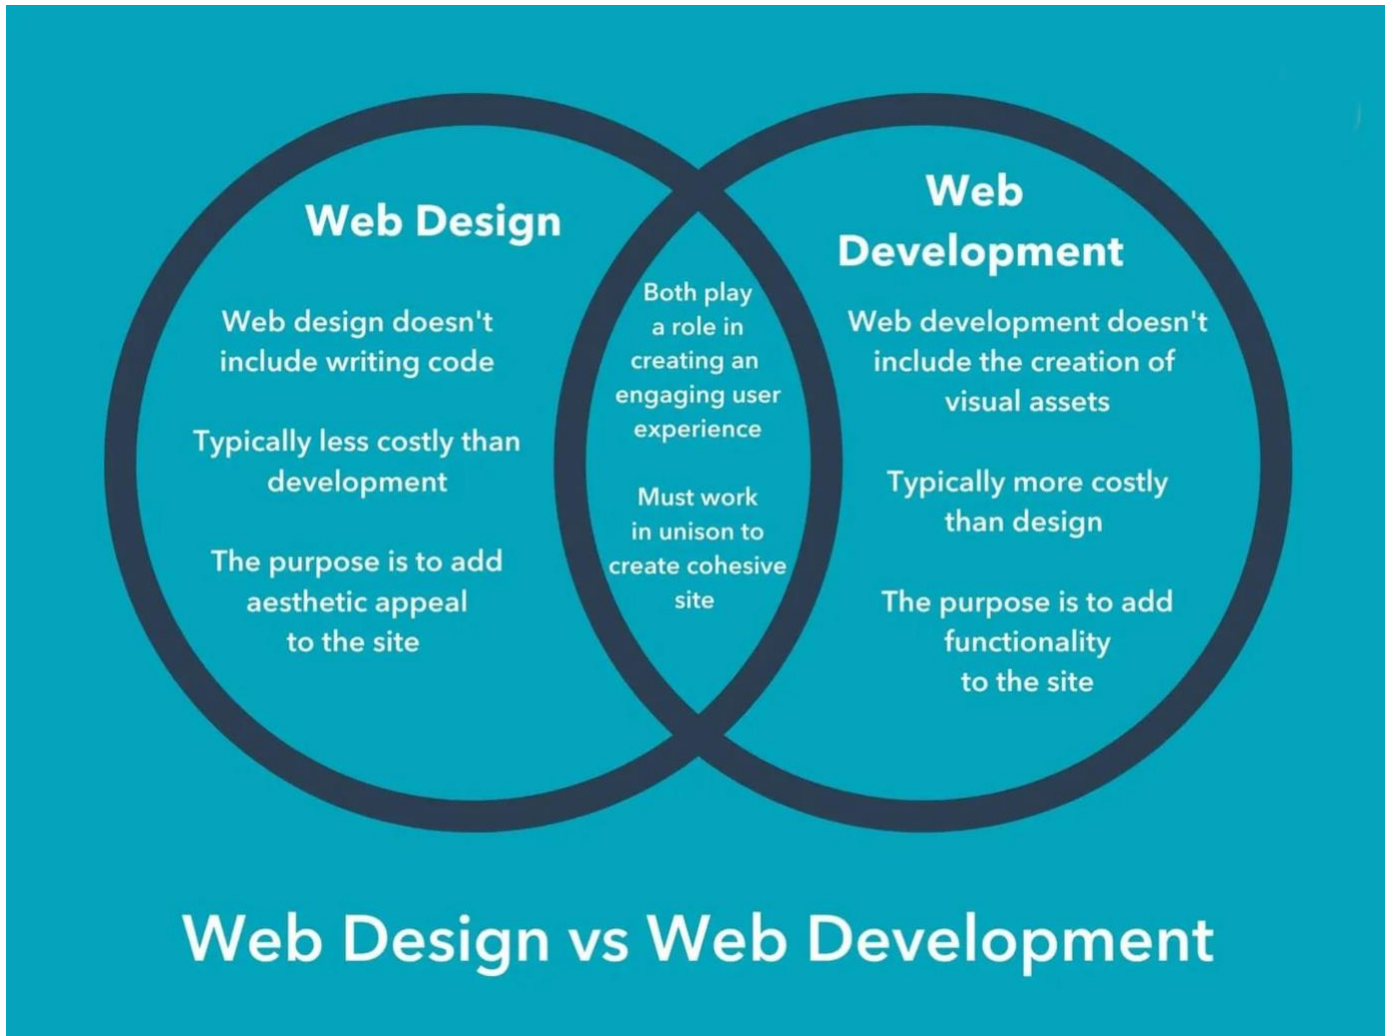 Web Design
Web design doesn't
include writing code
Typically less costly than
development
The purpose is to add
aesthetic appeal
to the site
Both play
a role in
creating an
engaging user
experience
Must work
in unison to
create cohesive
site
Web
Development
Web development doesn't
include the creation of
visual assets
Typically more costly
than design
The purpose is to add
functionality
to the site
Web Design vs Web Development